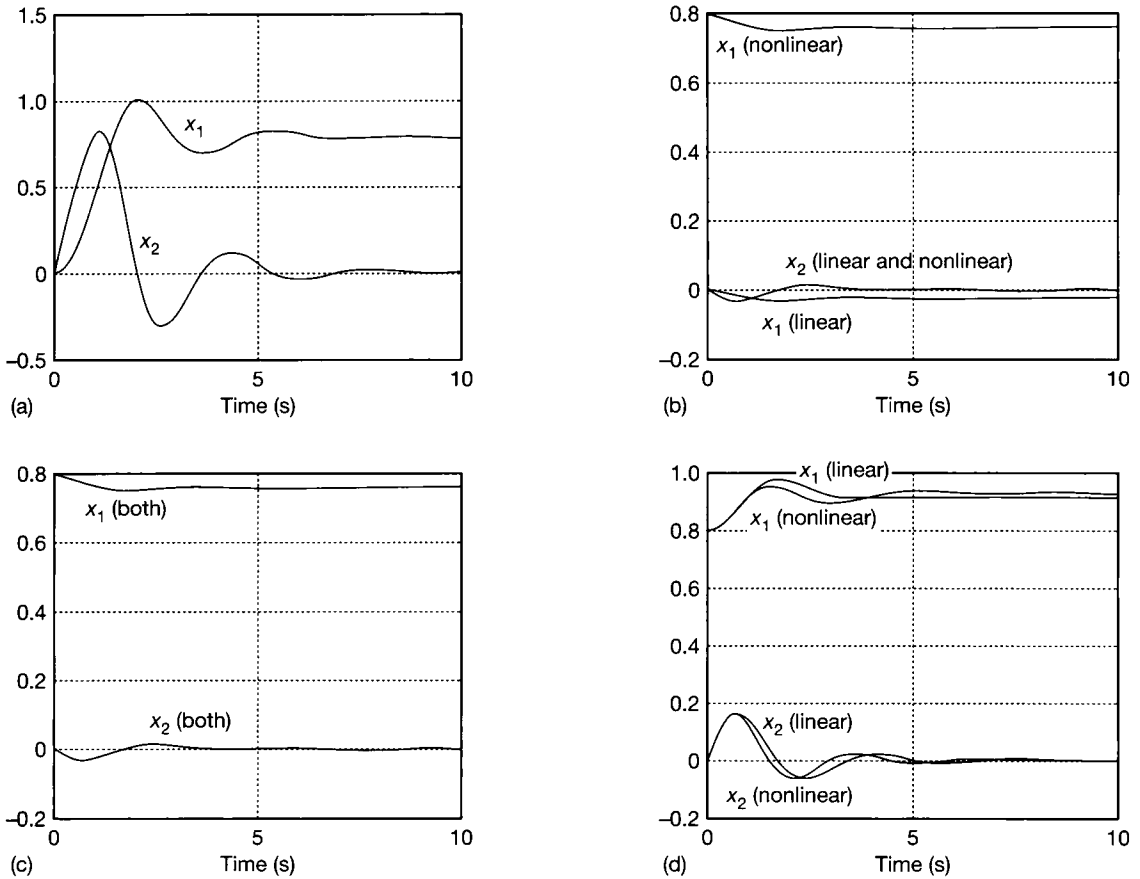 1.5
1.0
0.5
0
−0.5
0
5
10
x1
x2
(a)
Time (s)
0.8
0.6
0.4
0.2
0
−0.2
0
5
10
x1 (nonlinear)
x2 (linear and nonlinear)
x1 (linear)
(b)
Time (s)
0.8
0.6
0.4
0.2
0
−0.2
0
5
10
x1 (both)
x2 (both)
(c)
Time (s)
1.0
0.8
0.6
0.4
0.2
0
−0.2
0
5
10
x1 (linear)
x1 (nonlinear)
x2 (linear)
x2 (nonlinear)
(d)
Time (s)